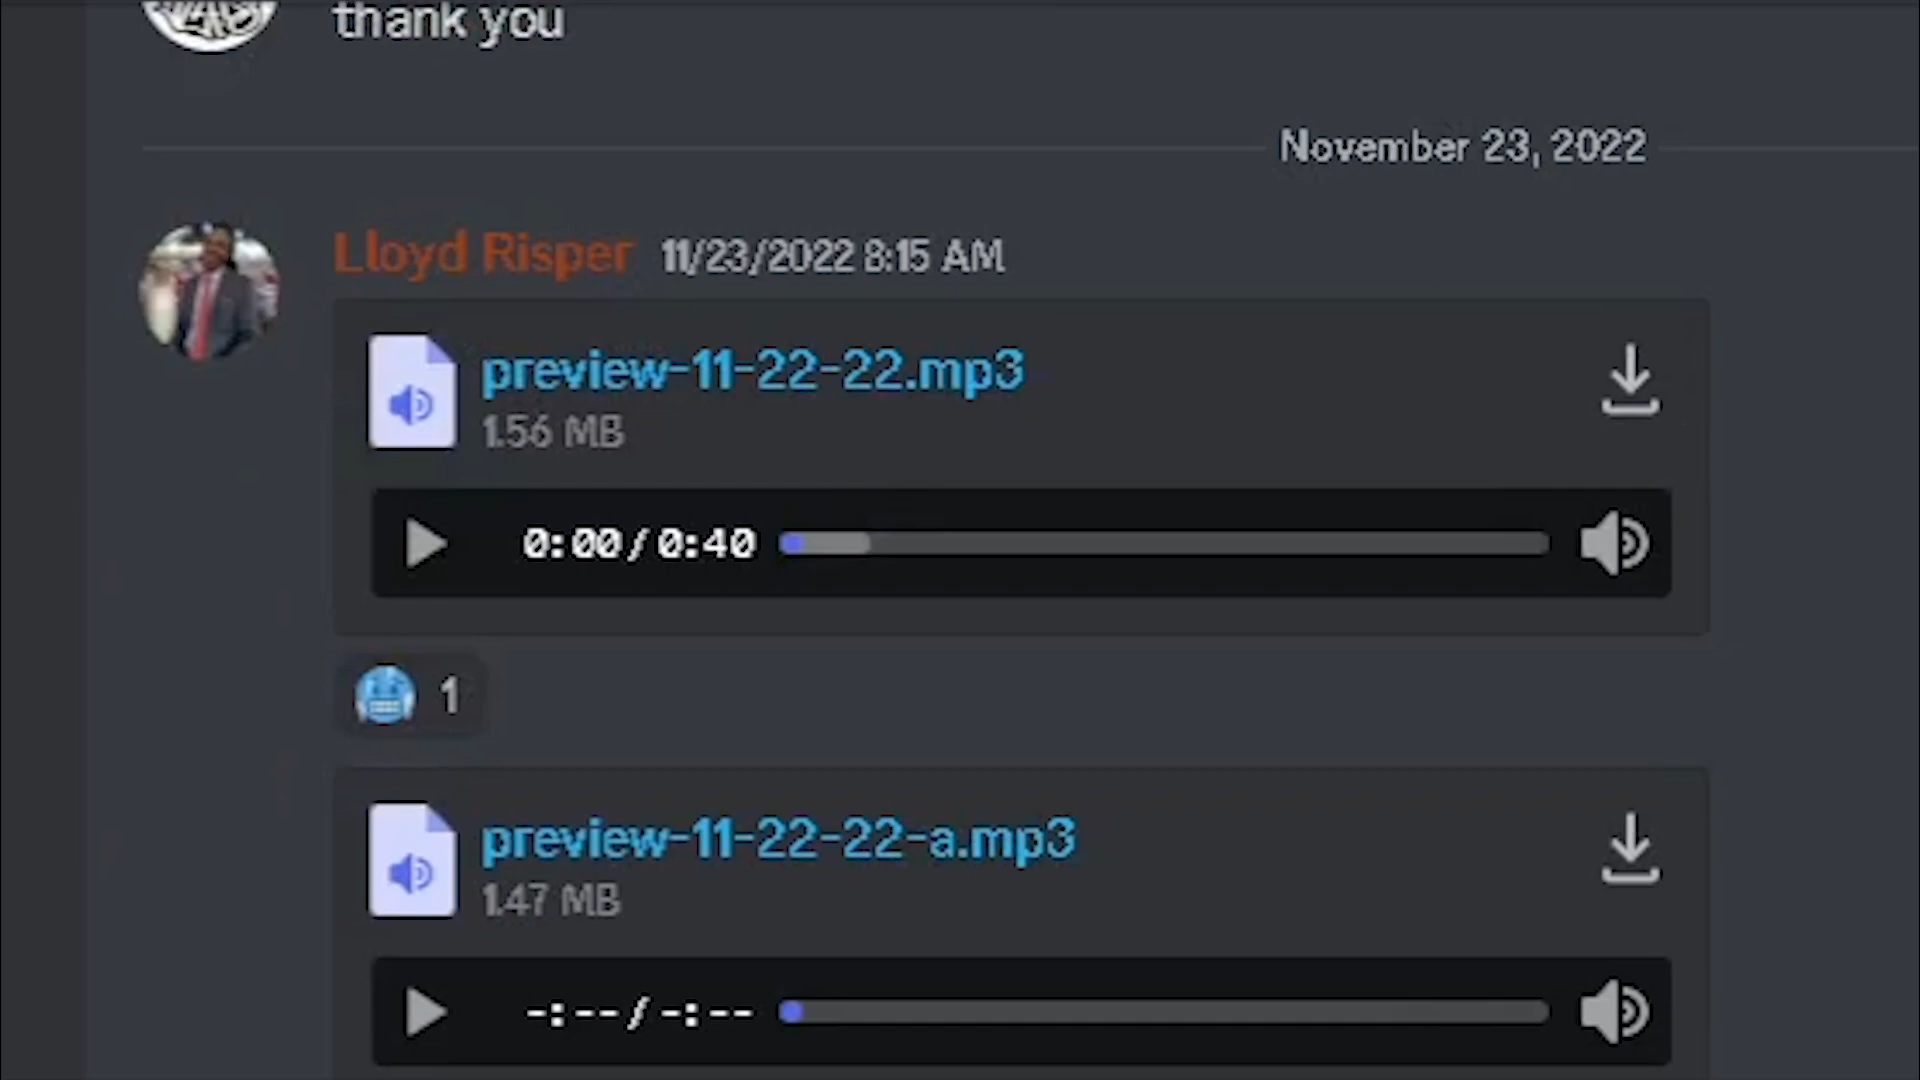 thank you
November 23, 2022
Lloyd Risper 11/23/2022 8:15 AM
preview-11-22-22.mp3
1.56 MB
0:00/0:40
1
preview-11-22-22-a.mp3
1.47 MB
-:--/-:--